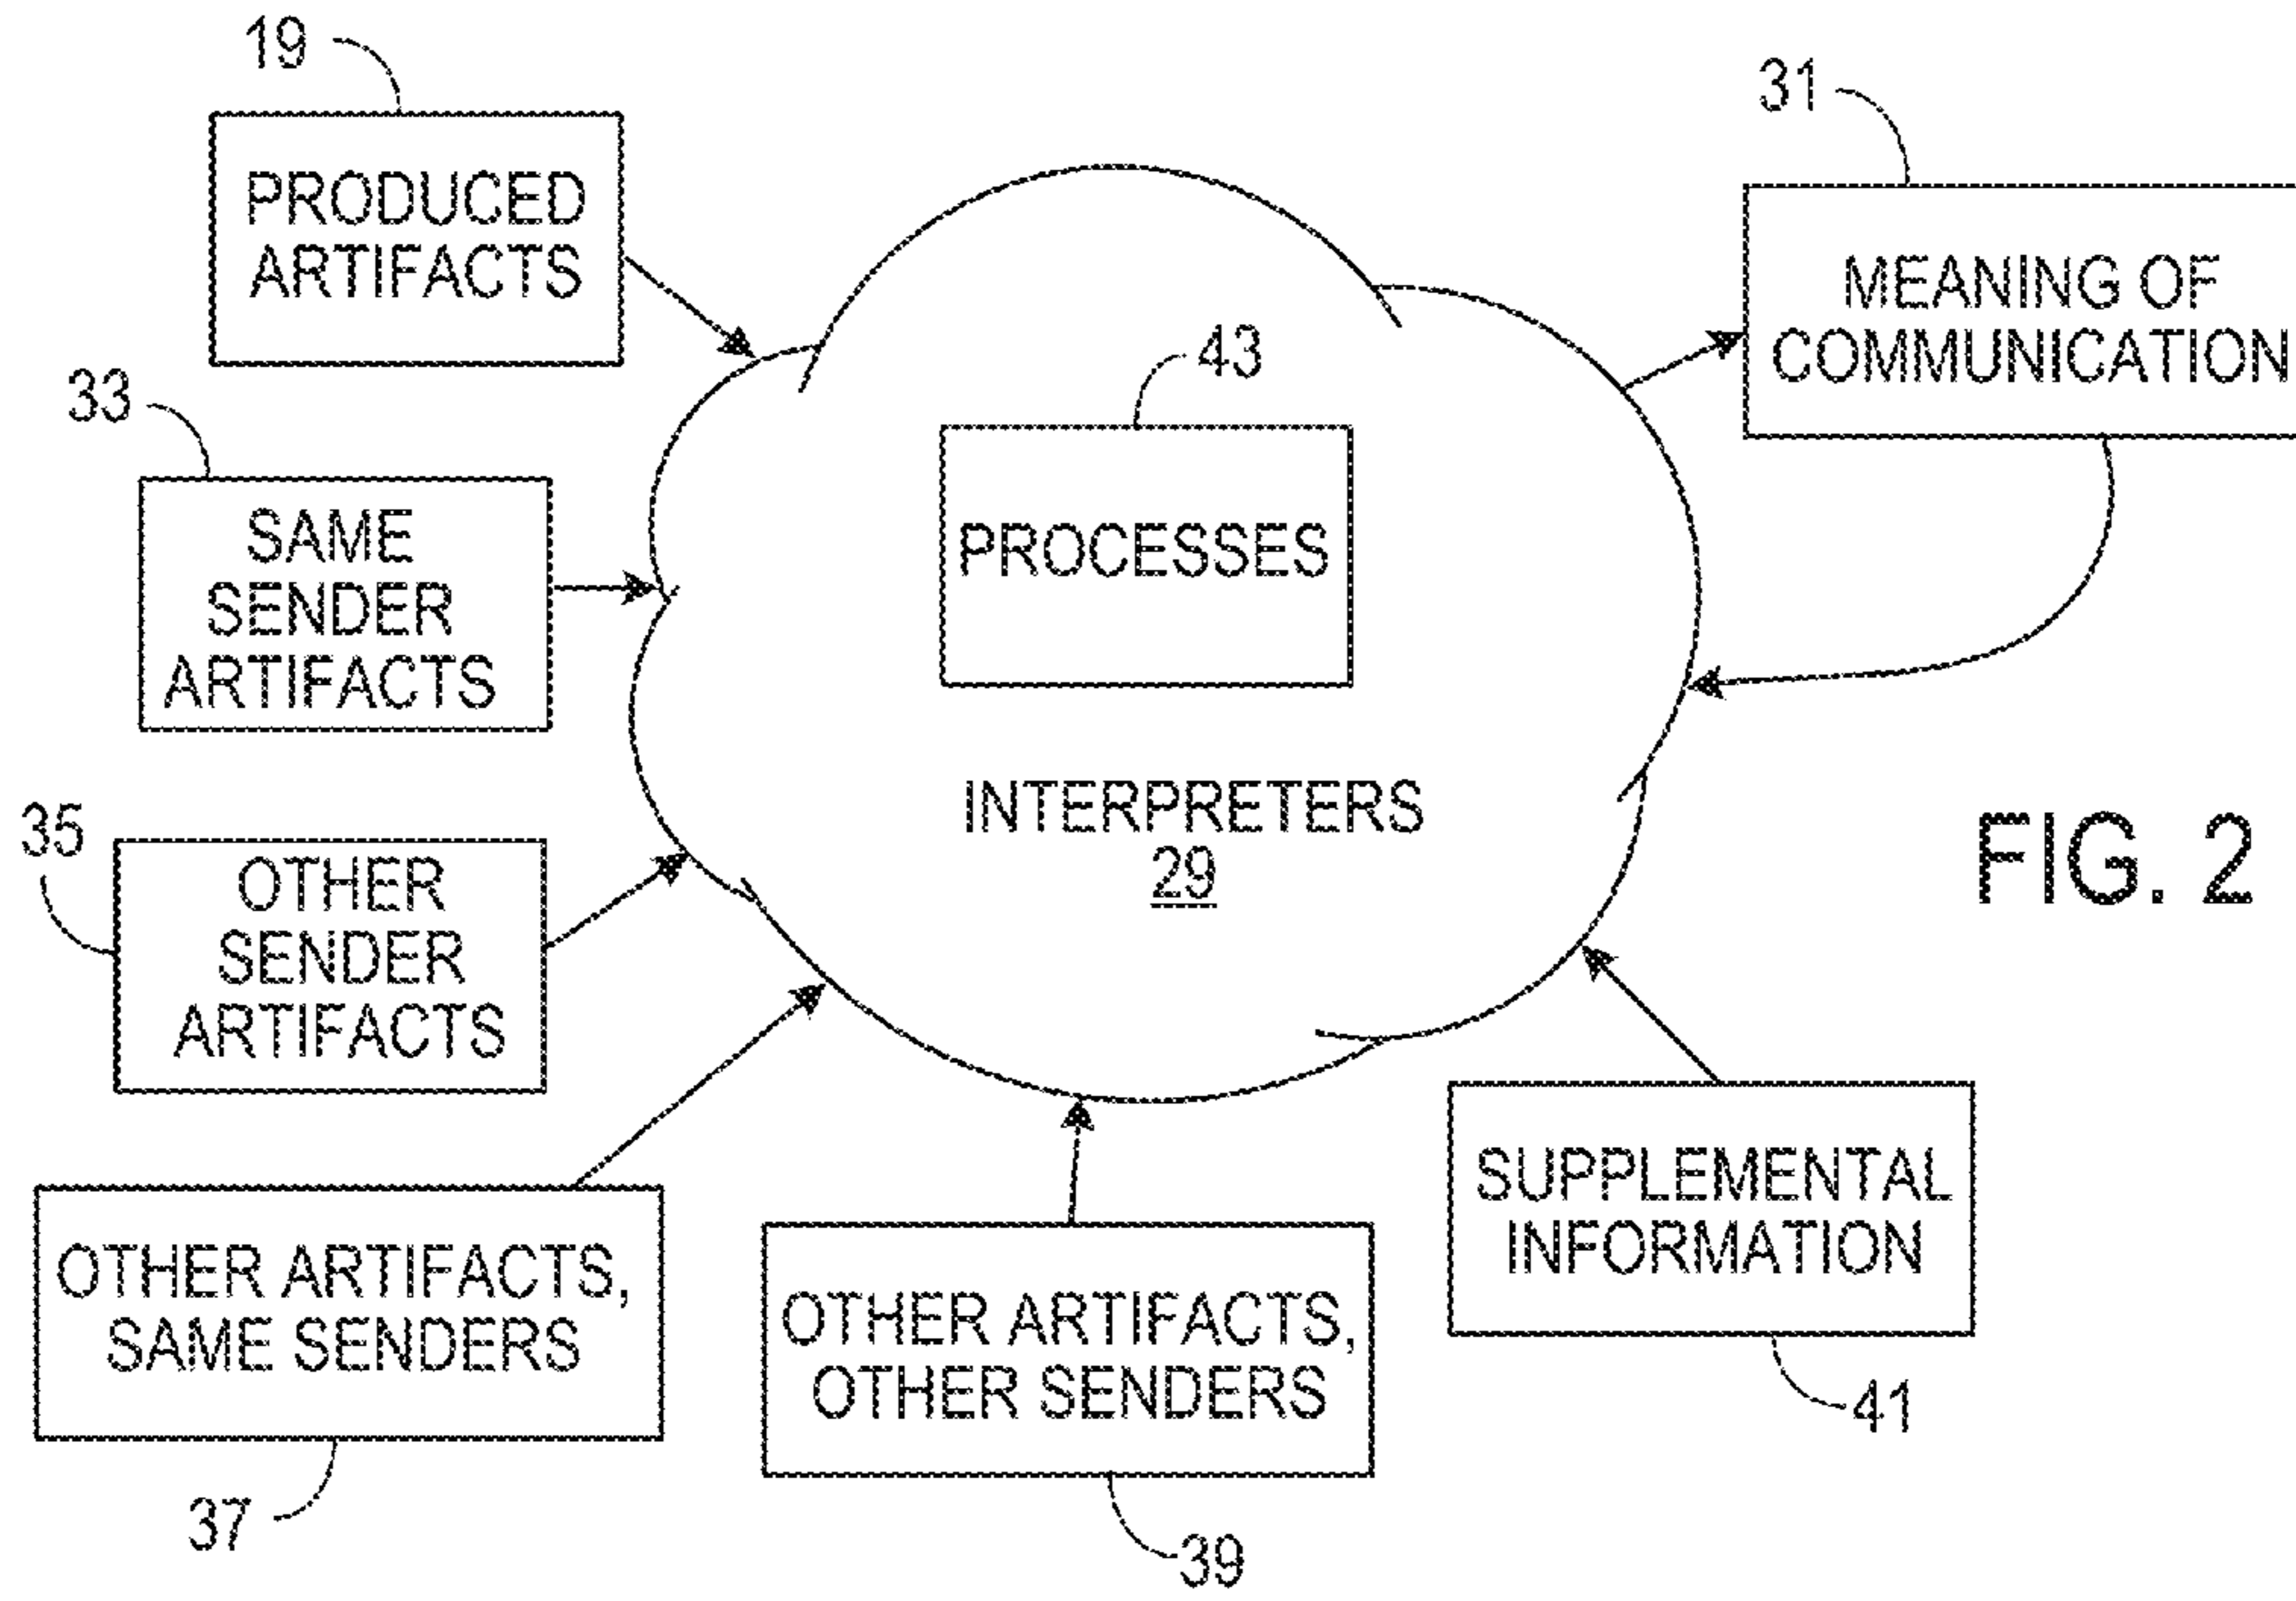 19
PRODUCED
ARTIFACTS
31
MEANING OF
COMMUNICATION
33
SAME
SENDER
ARTIFACTS
43
PROCESSES
INTERPRETERS
29
35
OTHER
SENDER
ARTIFACTS
FIG. 2
OTHER ARTIFACTS,
SAME SENDERS
37
OTHER ARTIFACTS,
OTHER SENDERS
39
SUPPLEMENTAL
INFORMATION
41